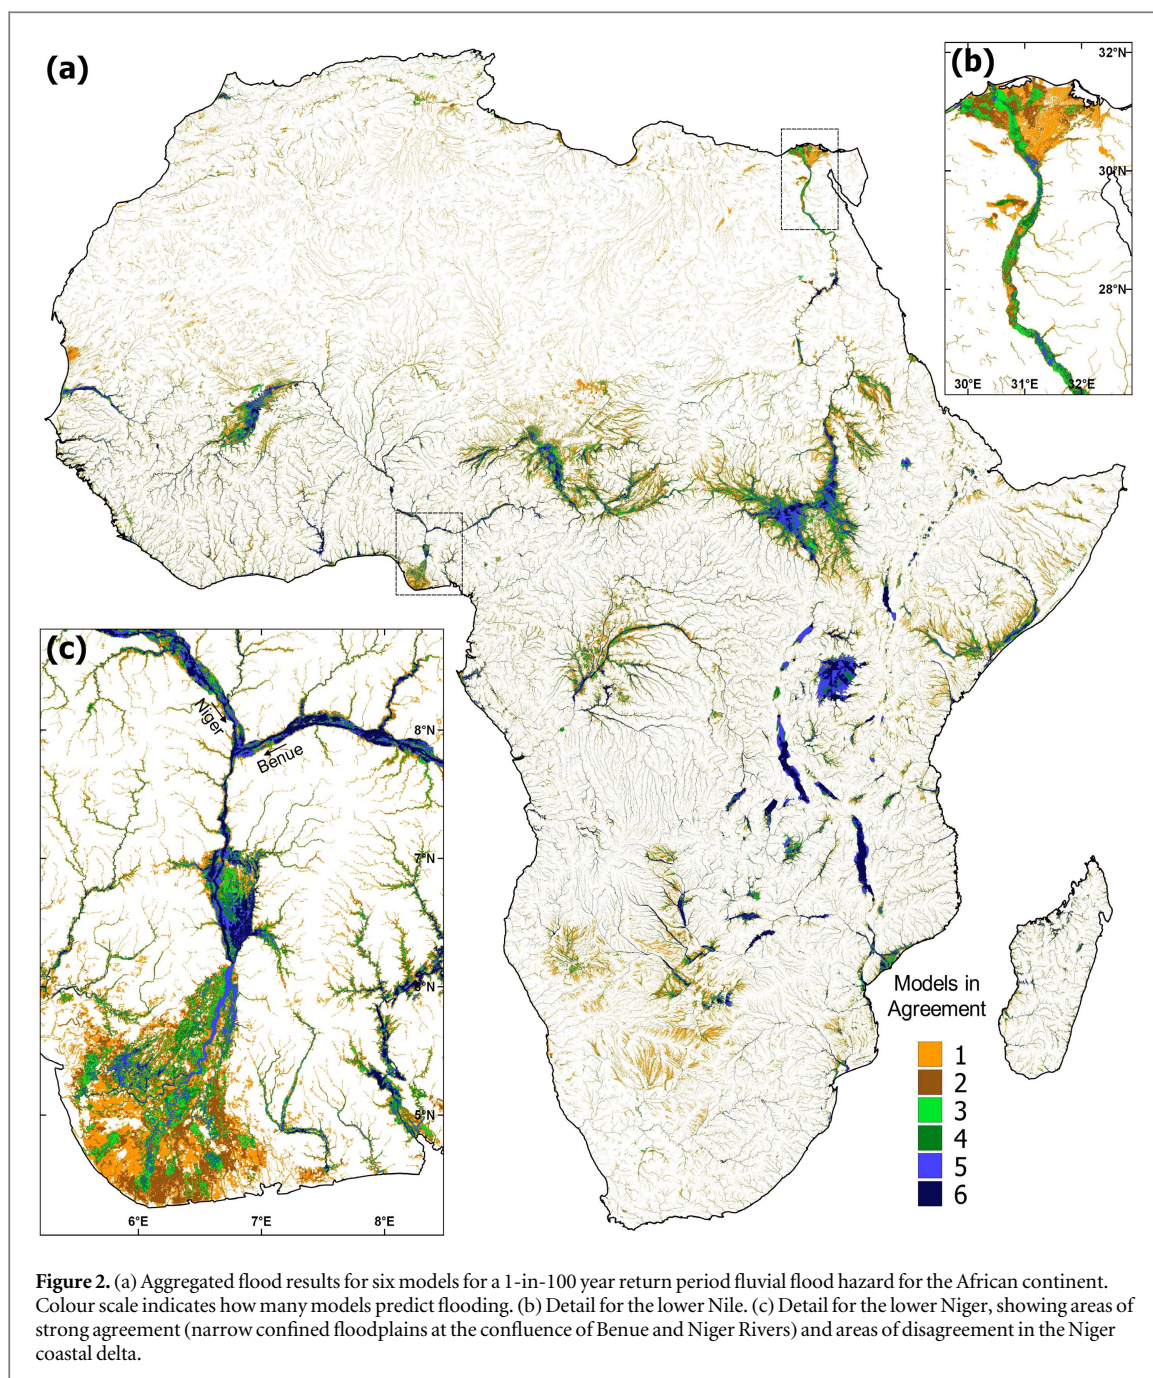 (a)
(b)
32°N
30°N
28°N
30°E 31°E 32°E
(c)
Niger
Benue
8°N
7°N
6°N
5°N
6°E 7°E 8°E
Models in
Agreement
1
2
3
4
5
6
Figure 2. (a) Aggregated flood results for six models for a 1-in-100 year return period fluvial flood hazard for the African continent.
Colour scale indicates how many models predict flooding. (b) Detail for the lower Nile. (c) Detail for the lower Niger, showing areas of
strong agreement (narrow confined floodplains at the confluence of Benue and Niger Rivers) and areas of disagreement in the Niger
coastal delta.